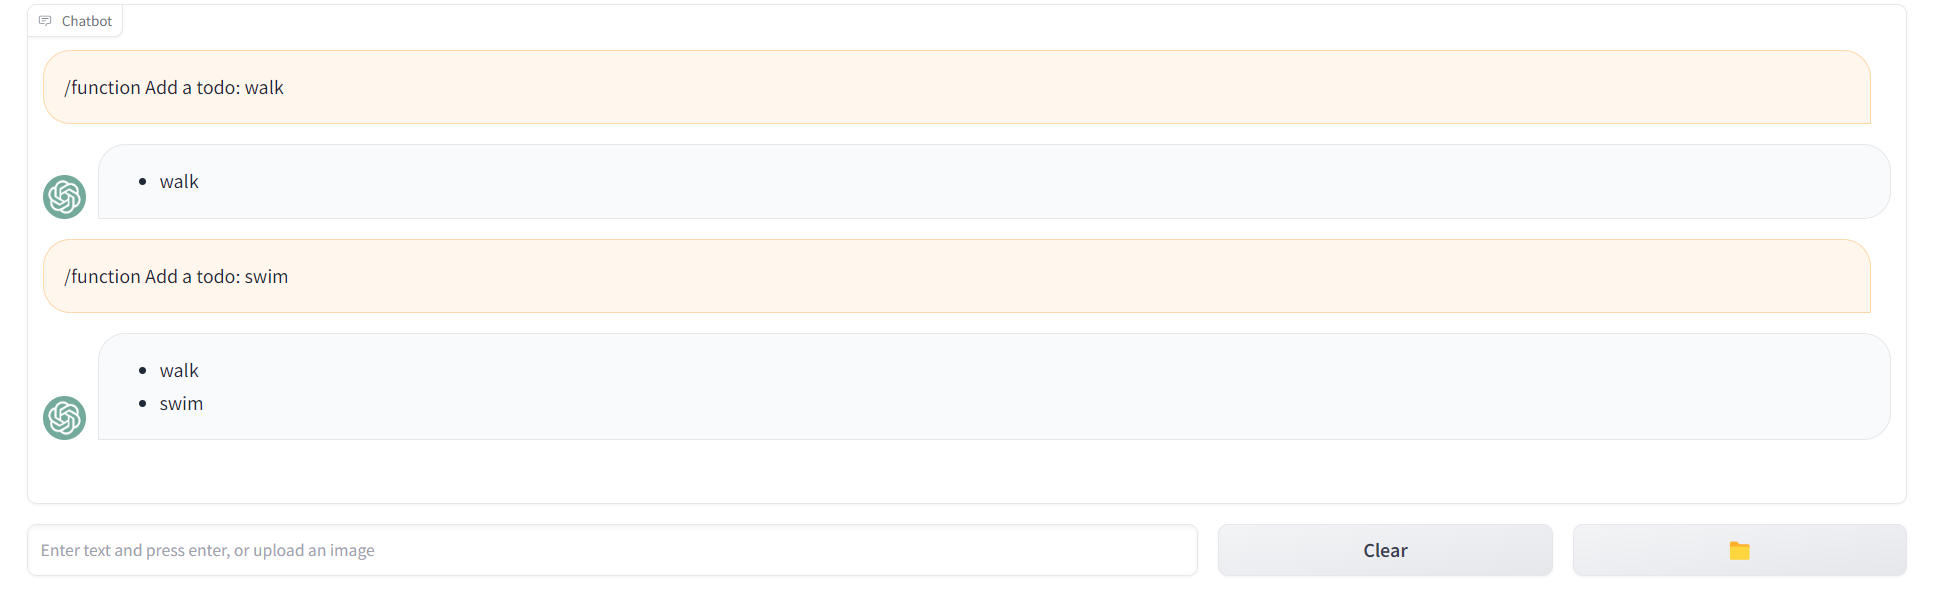 Chatbot
/function Add a todo: walk
walk
/function Add a todo: swim
walk
swim
Enter text and press enter, or upload an image
Clear